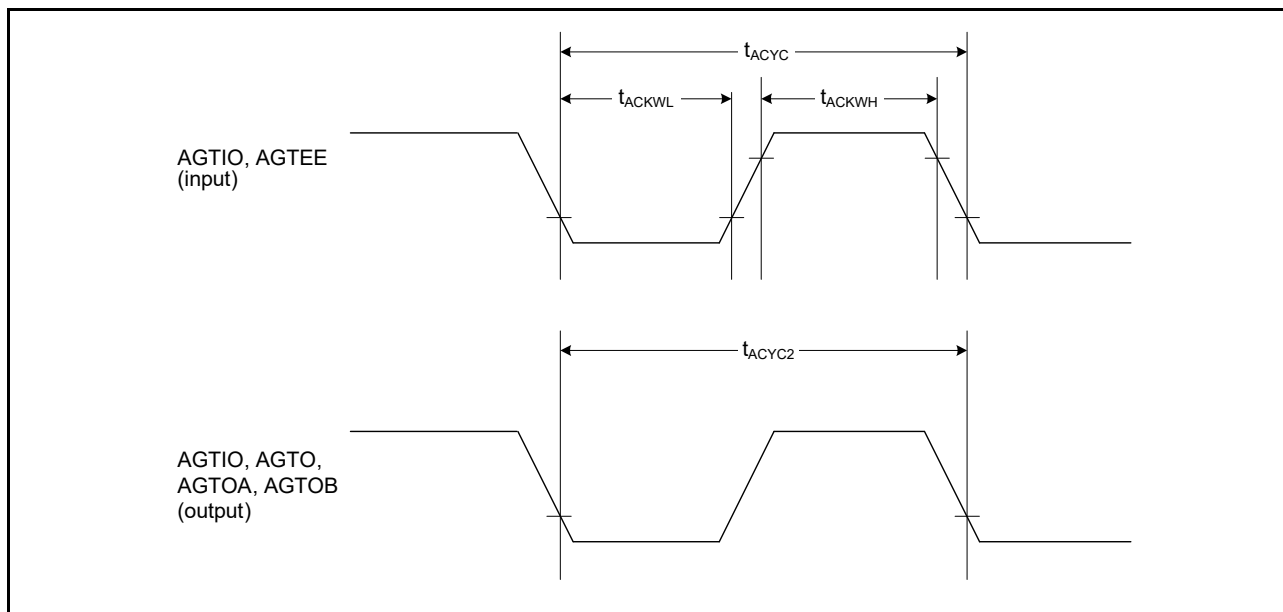 tACYC
tACKWL
tACKWH
AGTIO, AGTEE
(input)
tACYC2
AGTIO, AGTO,
AGTOA, AGTOB
(output)